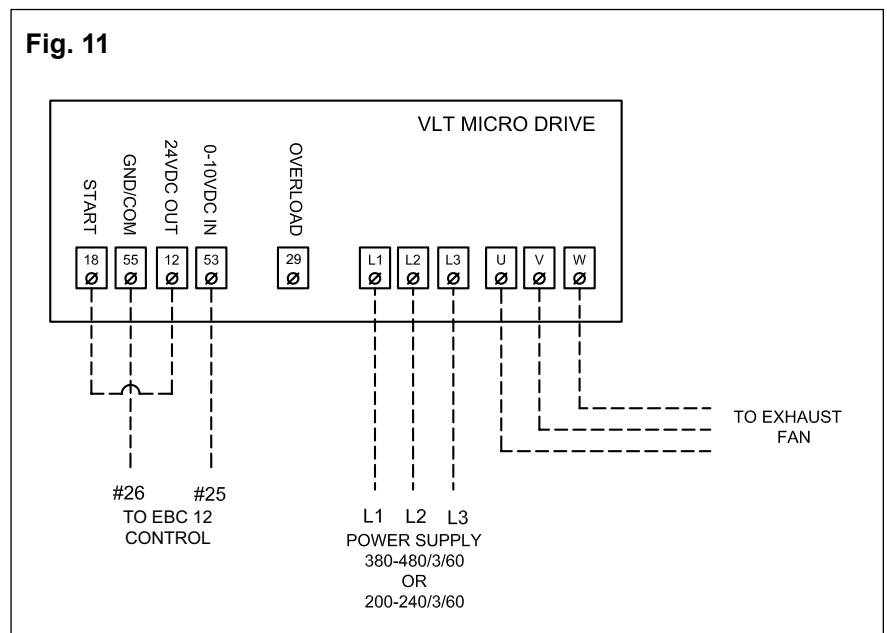 Fig. 11
VLT MICRO DRIVE
START
GND/COM
24VDC OUT
0-10VDC IN
OVERLOAD
18 55 12 53 29 L1 L2 L3 U V W
TO EXHAUST
FAN
#26 #25
TO EBC 12
CONTROL
L1 L2 L3
POWER SUPPLY
380-480/3/60
OR
200-240/3/60